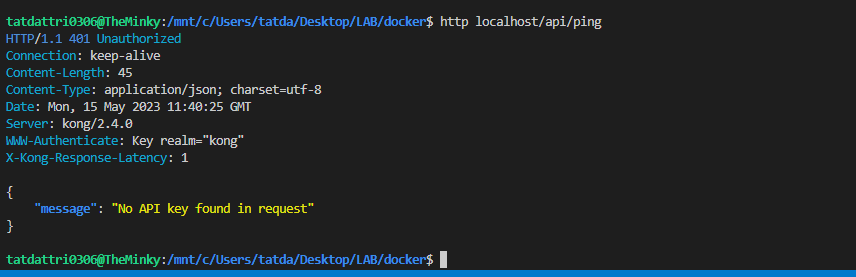 tatdattri0306@TheMinky:/mnt/c/Users/tatda/Desktop/LAB/docker$ http localhost/api/ping
HTTP/1.1 401 Unauthorized
Connection: keep-alive
Content-Length: 45
Content-Type: application/json; charset=utf-8
Date: Mon, 15 May 2023 11:40:25 GMT
Server: kong/2.4.0
WWW-Authenticate: Key realm="kong"
X-Kong-Response-Latency: 1
{
"message": "No API key found in request"
}
tatdattri0306@TheMinky:/mnt/c/Users/tatda/Desktop/LAB/docker$